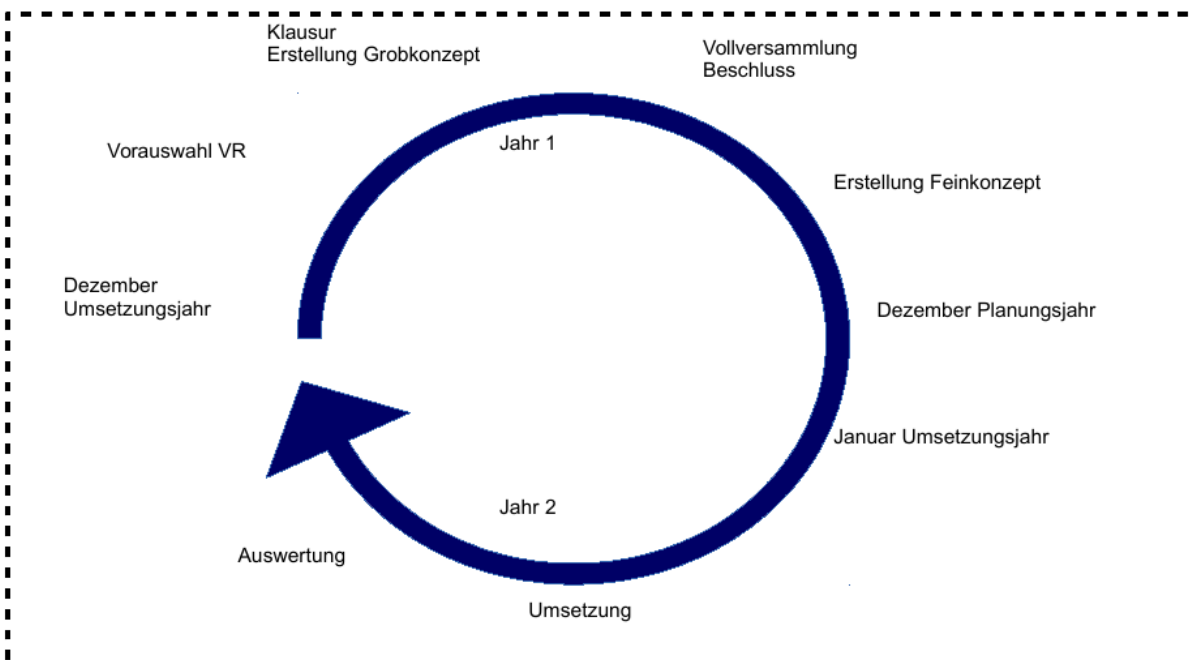 Klausur
Erstellung Grobkonzept
Vollversammlung
Beschluss
Jahr 1
Vorauswahl VR
Erstellung Feinkonzept
Dezember
Umsetzungsjahr
Dezember Planungsjahr
Januar Umsetzungsjahr
Jahr 2
Auswertung
Umsetzung